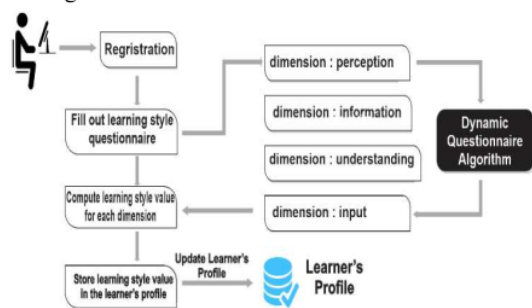 Regristration
Fill out learning style
questionnaire
Compute learning style value
for each dimension
Store learning style value
in the learner's profile
dimension : perception
dimension : information
dimension : understanding
dimension : input
Dynamic
Questionnaire
Algorithm
Update Learner's
Profile
Learner's
Profile